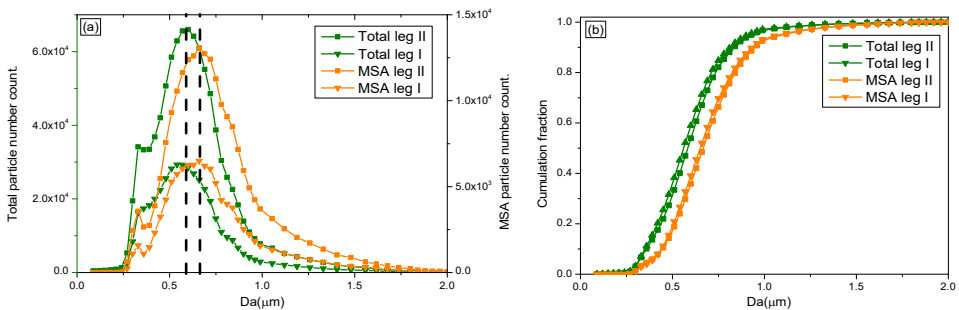 (a)
Total leg II
Total leg I
MSA leg II
MSA leg I
Total particle number count.
6.0x10⁴
4.0x10⁴
2.0x10⁴
0.0
MSA particle number count.
1.5x10⁴
1.0x10⁴
5.0x10³
0.0
0.0
0.5
1.0
1.5
2.0
Da(μm)
(b)
Total leg II
Total leg I
MSA leg II
MSA leg I
Cumulation fraction
1.0
0.8
0.6
0.4
0.2
0.0
0.0
0.5
1.0
1.5
2.0
Da(μm)